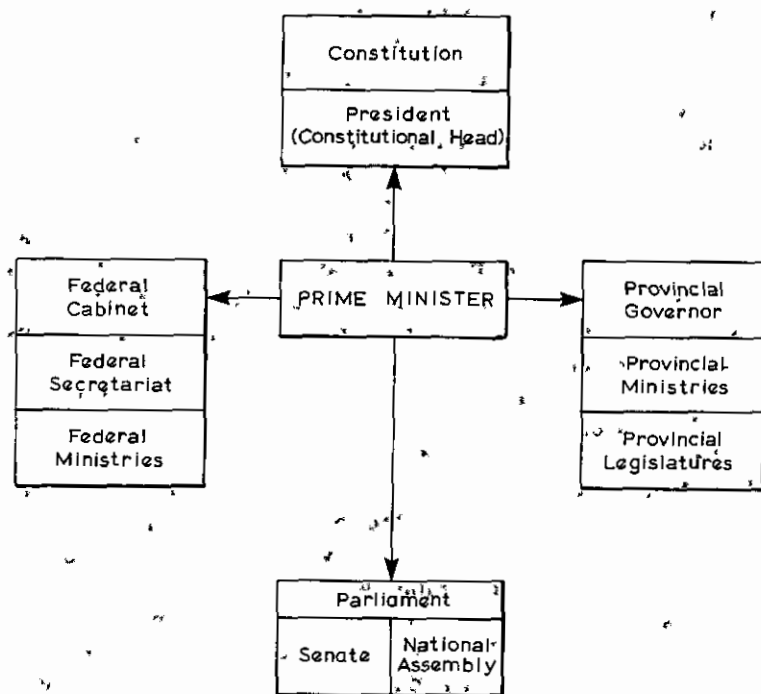 Constitution
President
(Constitutional Head)
Federal
Cabinet
Federal
Secretariat
Federal
Ministries
PRIME MINISTER
Provincial
Governor
Provincial
Ministries
Provincial
Legislatures
Parliament
Senate
National
Assembly